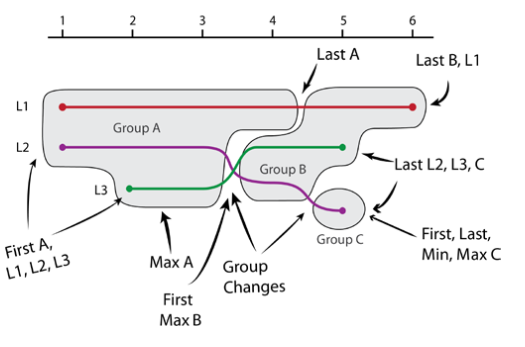 1 2 3 4 5 6
Last A
Last B, L1
L1
Group A
L2
Group B
Last L2, L3, C
L3
First A,
L1, L2, L3
Max A
Group
Changes
First
Max B
Group C
First, Last,
Min, Max C